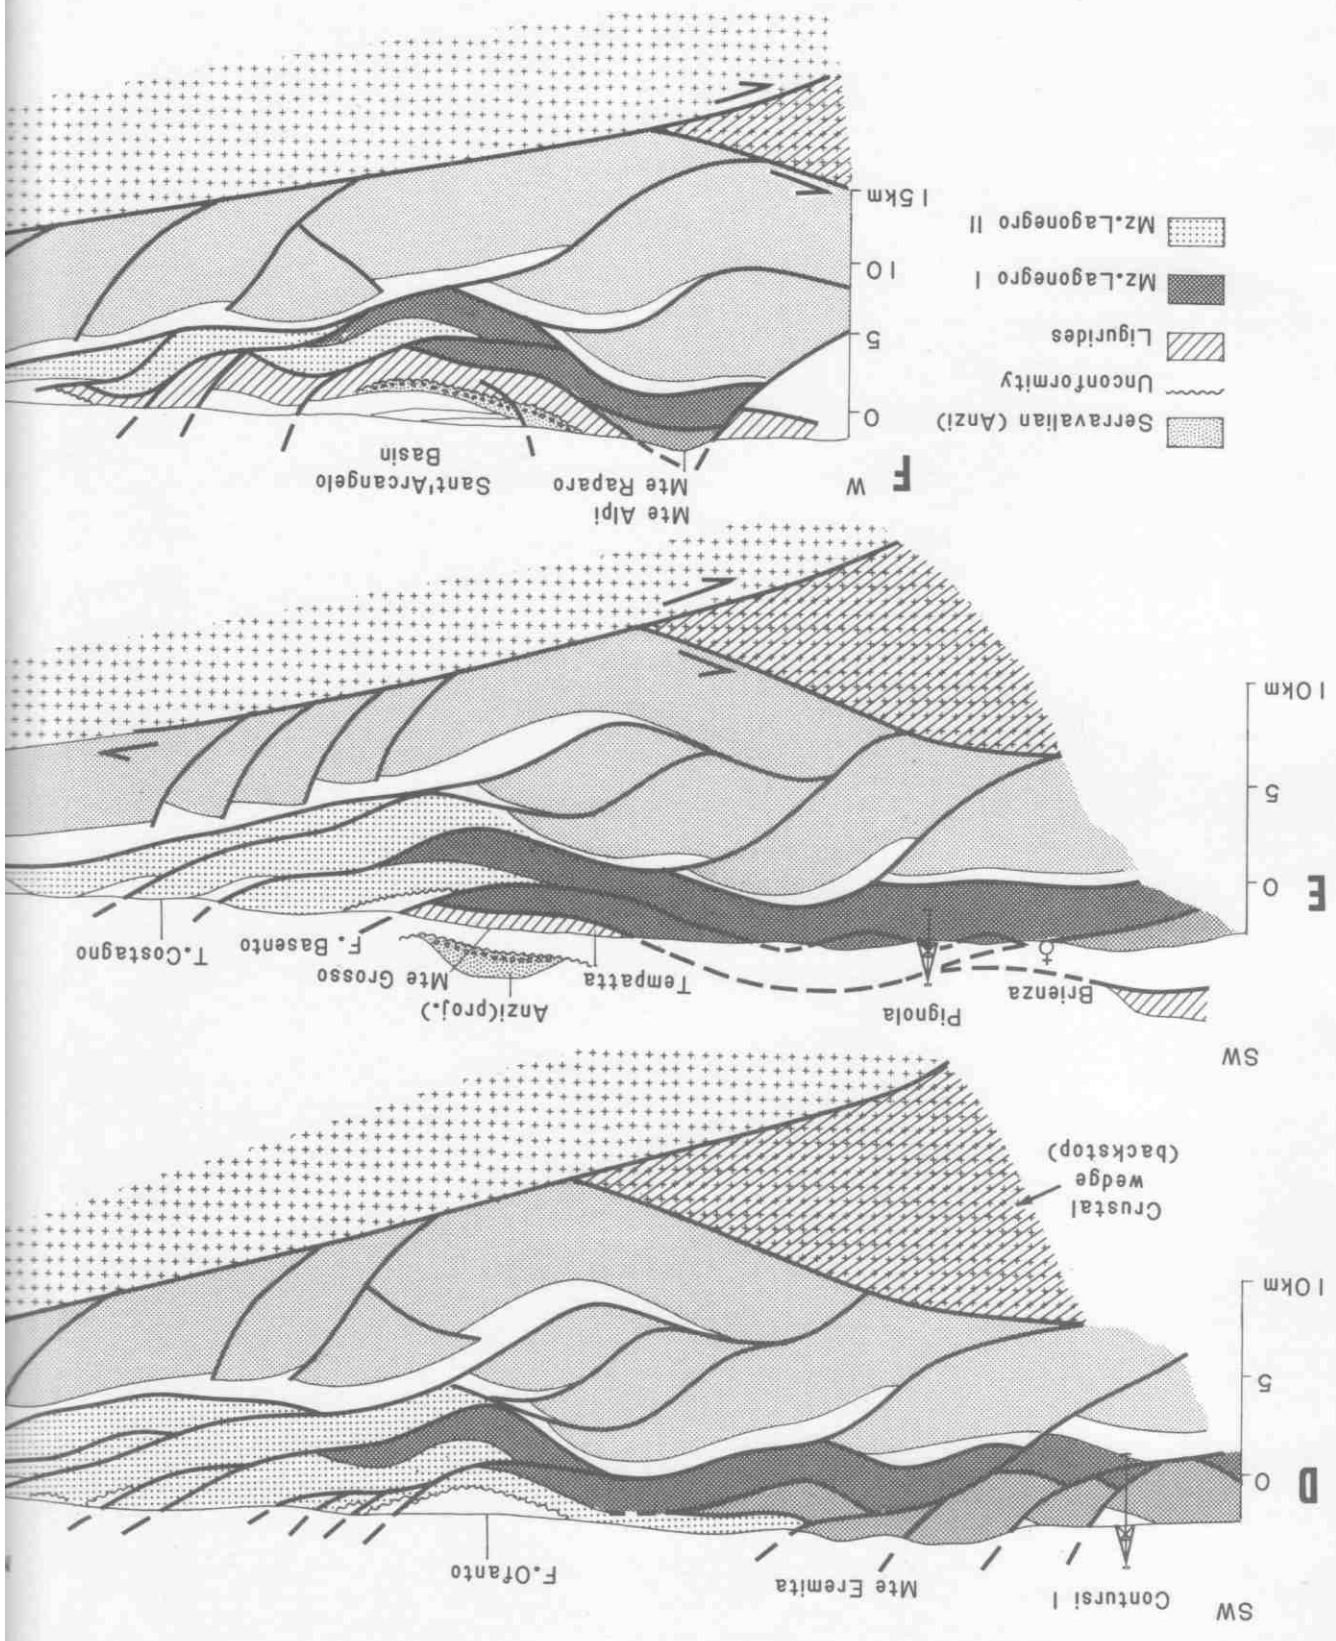 SW
Contursi 1
Mte Eremita
F.Ofanto
D
0
5
10km
Crustal
wedge
(backstop)
SW
Brienza
Pignola
Tempatta
Anzi(proj.)
Mte Grosso
F. Basento
T.Costagno
E
0
5
10km
F
W
Mte Alpi
Mte Raparo
Sant'Arcangelo
Basin
0
5
10
15km
Serravalian (Anzi)
Unconformity
Ligurides
Mz.Lagonegro I
Mz.Lagonegro II